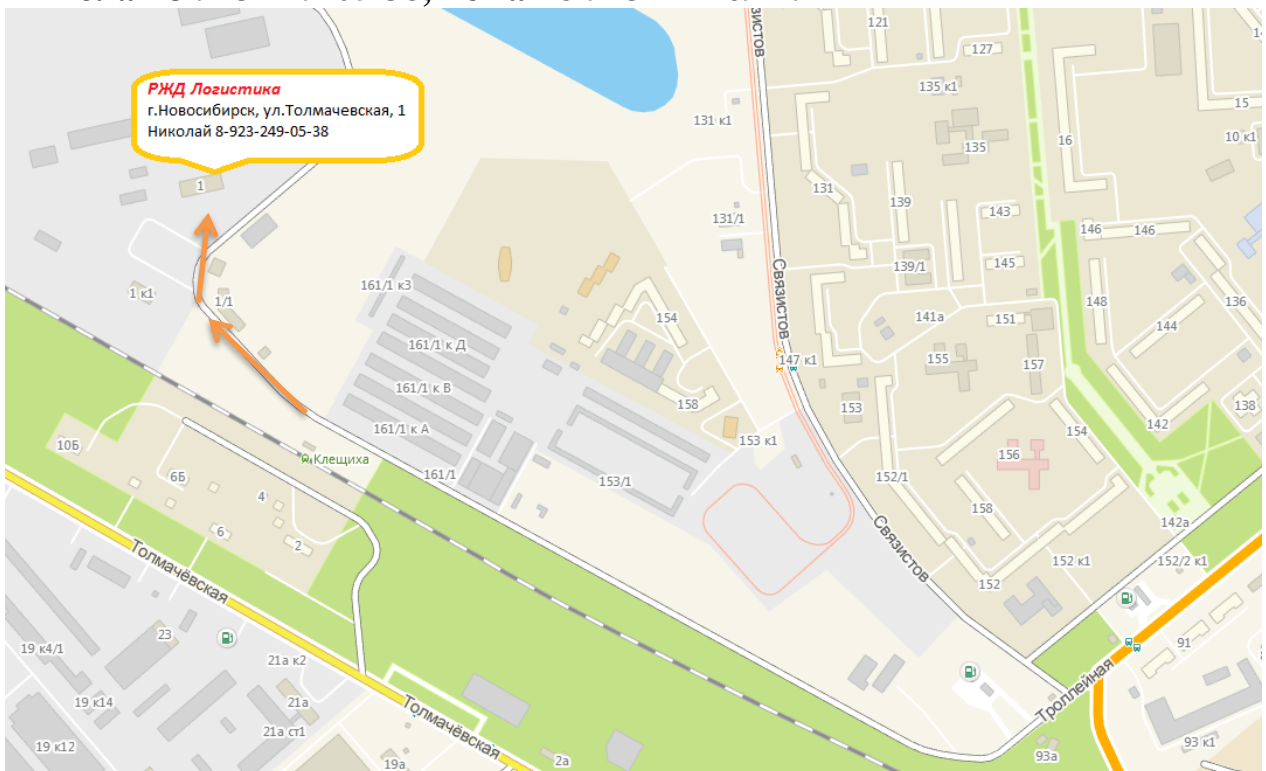 РЖД Логистика
г.Новосибирск, ул.Толмачевская, 1
Николай 8-923-249-05-38
СВЯЗИСТОВ
121
127
135 к1
15
131 к1
16
10 к1
135
1
131
139
131/1
143
146
146
Связистов
139/1
145
1 к1
161/1 к3
1/1
148
136
154
141а
151
144
161/1 к Д
147 к1
155
157
161/1 к В
158
153
138
142
161/1 к А
153 к1
154
10Б
Клещиха
156
6Б
161/1
153/1
152/1
4
158
142а
6
2
Связистов
Толмачёвская
152
152 к1
152/2 к1
23
91
19 к4/1
21а к2
Троллейная
19 к14
21а
Толмачёвская
21а ст1
19 к12
93 к1
19а
2а
93а